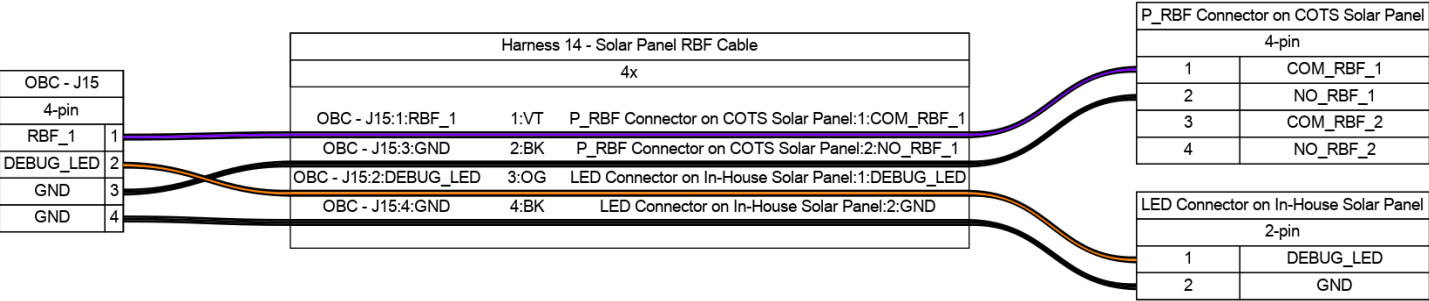 OBC - J15
4-pin
RBF_1 1
DEBUG_LED 2
GND 3
GND 4
Harness 14 - Solar Panel RBF Cable
4x
OBC - J15:1:RBF_1 1:VT P_RBF Connector on COTS Solar Panel:1:COM_RBF_1
OBC - J15:3:GND 2:BK P_RBF Connector on COTS Solar Panel:2:NO_RBF_1
OBC - J15:2:DEBUG_LED 3:OG LED Connector on In-House Solar Panel:1:DEBUG_LED
OBC - J15:4:GND 4:BK LED Connector on In-House Solar Panel:2:GND
P_RBF Connector on COTS Solar Panel
4-pin
1 COM_RBF_1
2 NO_RBF_1
3 COM_RBF_2
4 NO_RBF_2
LED Connector on In-House Solar Panel
2-pin
1 DEBUG_LED
2 GND